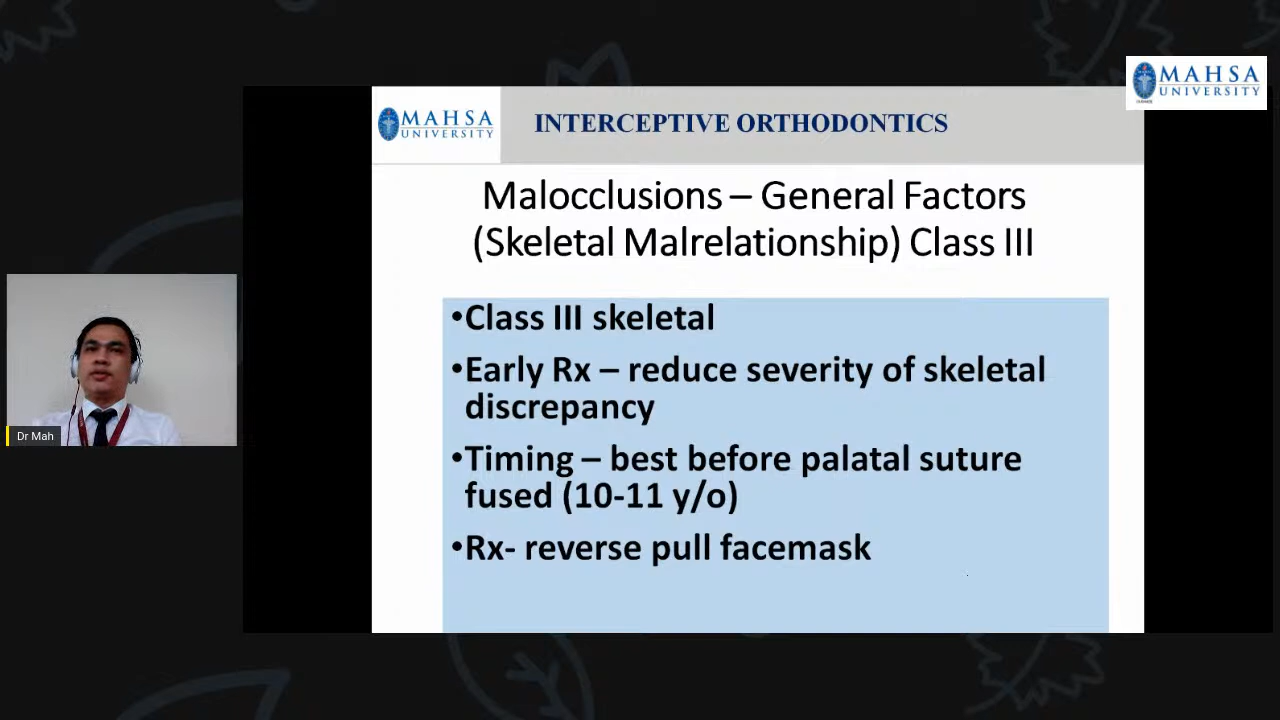 MAHSA
UNIVERSITY
MAHSA
UNIVERSITY
INTERCEPTIVE ORTHODONTICS
Malocclusions – General Factors
(Skeletal Malrelationship) Class III
•Class III skeletal
•Early Rx – reduce severity of skeletal
discrepancy
•Timing – best before palatal suture
fused (10-11 y/o)
•Rx- reverse pull facemask
Dr Mah